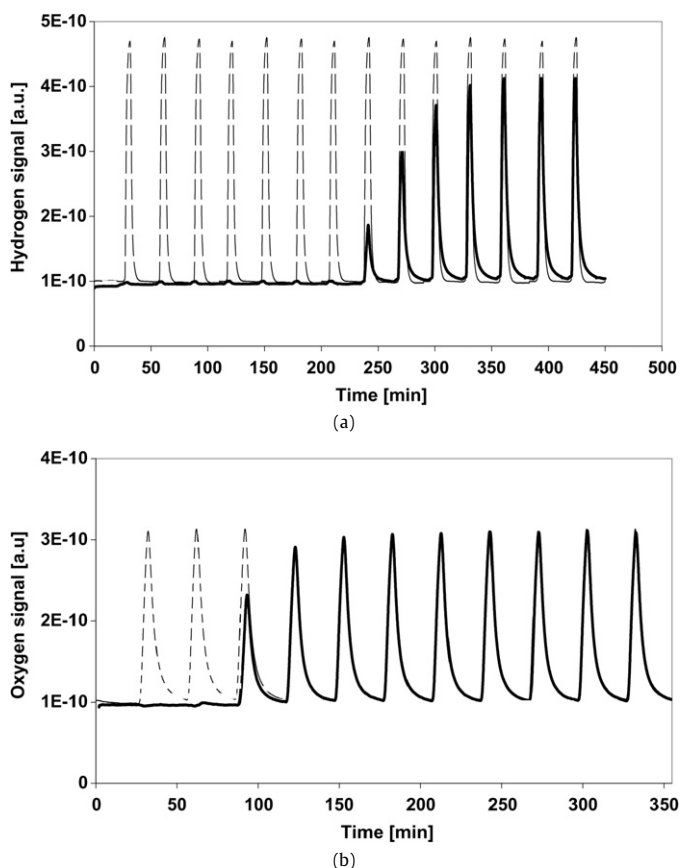 5E-10
4E-10
3E-10
2E-10
1E-10
0
Hydrogen signal [a.u.]
0 50 100 150 200 250 300 350 400 450 500
Time [min]
(a)
4E-10
3E-10
2E-10
1E-10
0
Oxygen signal [a.u]
0 50 100 150 200 250 300 350
Time [min]
(b)